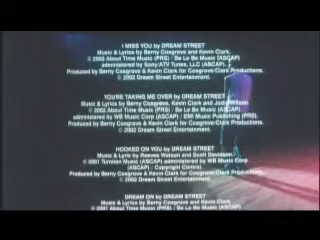 I MISS YOU by DREAM STREET
Music & Lyrics by Berny Cosgrove and Kevin Clark.
© 2002 About Time Music (PRS) / Be Le Be Music (ASCAP)
administered by Sony/ATV Tunes, LLC (ASCAP).
Produced by Berny Cosgrove & Kevin Clark for Cosgrove/Clark Productions.
© 2002 Dream Street Entertainment.
YOU'RE TAKING ME OVER by DREAM STREET
Music & Lyrics by Berny Cosgrove, Kevin Clark and Jodi Wilson
© 2002 About Time Music (PRS) / Be Le Be Music (ASCAP)
administered by WB Music Corp (ASCAP) / EMI Music Publishing (PRS).
Produced by Berny Cosgrove & Kevin Clark for Cosgrove/Clark Productions.
© 2002 Dream Street Entertainment.
HOOKED ON YOU by DREAM STREET
Music & Lyric by Reeves Watson and Scott Davidson.
© 2001 Tunetion Music (ASCAP) administered by WB Music Corp
(ASCAP) / Copyright Control.
Produced by Berny Cosgrove & Kevin Clark for Cosgrove/Clark Productions.
© 2002 Dream Street Entertainment.
DREAM ON by DREAM STREET
Music & Lyrics by Berny Cosgrove and Kevin Clark
© 2001 About Time Music (PRS) / Be Le Be Music (ASCAP)